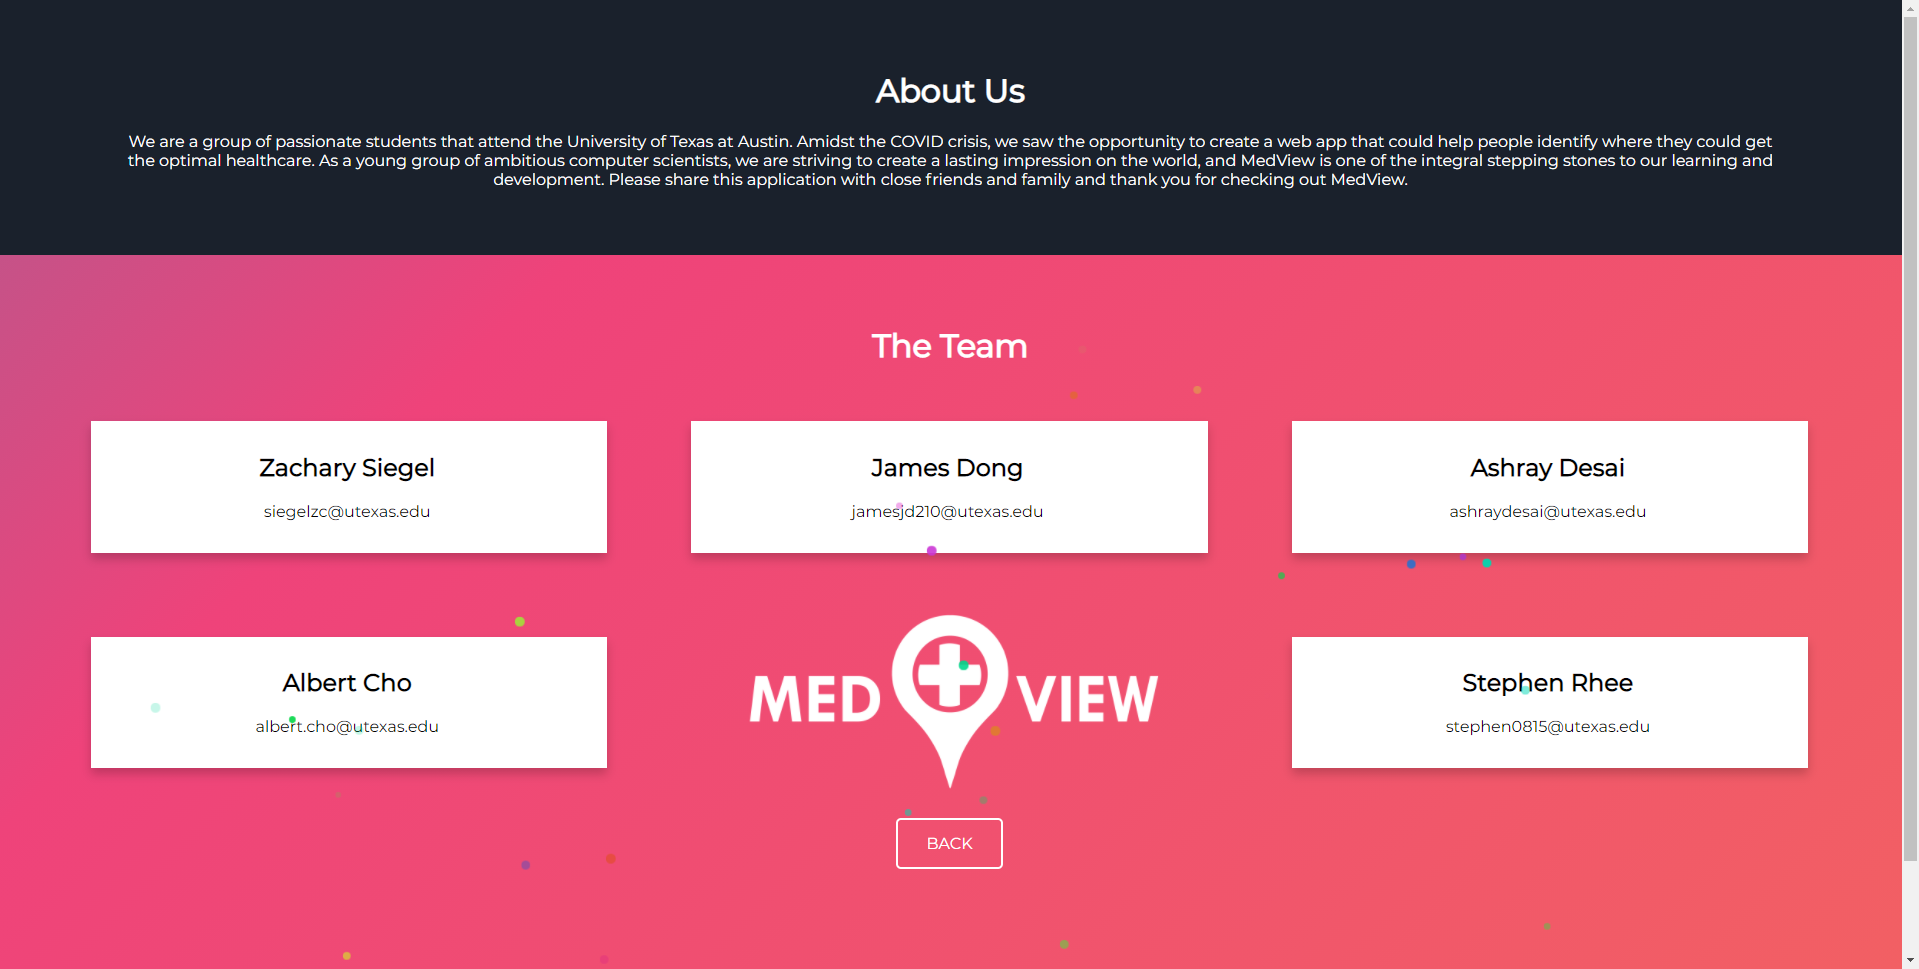 About Us
We are a group of passionate students that attend the University of Texas at Austin. Amidst the COVID crisis, we saw the opportunity to create a web app that could help people identify where they could get
the optimal healthcare. As a young group of ambitious computer scientists, we are striving to create a lasting impression on the world, and MedView is one of the integral stepping stones to our learning and
development. Please share this application with close friends and family and thank you for checking out MedView.
The Team
Zachary Siegel
siegelzc@utexas.edu
James Dong
jamesjd210@utexas.edu
Ashray Desai
ashraydesai@utexas.edu
Albert Cho
albert.cho@utexas.edu
MED VIEW
Stephen Rhee
stephen0815@utexas.edu
BACK